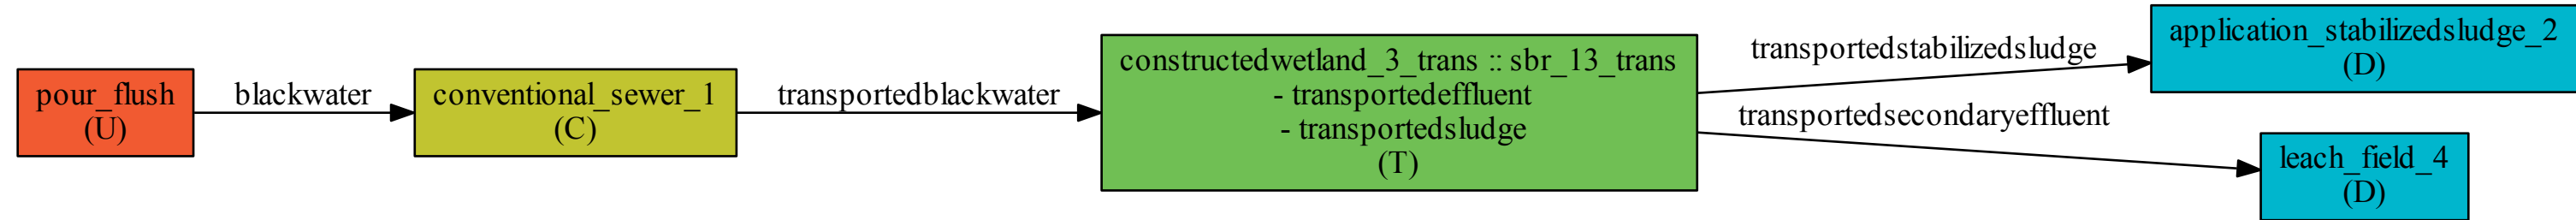 pour_flush
(U)
blackwater
conventional_sewer_1
(C)
transportedblackwater
constructedwetland_3_trans :: sbr_13_trans
- transportedeffluent
- transportedsludge
(T)
transportedstabilizedsludge
transportedsecondaryeffluent
application_stabilizedsludge_2
(D)
leach_field_4
(D)